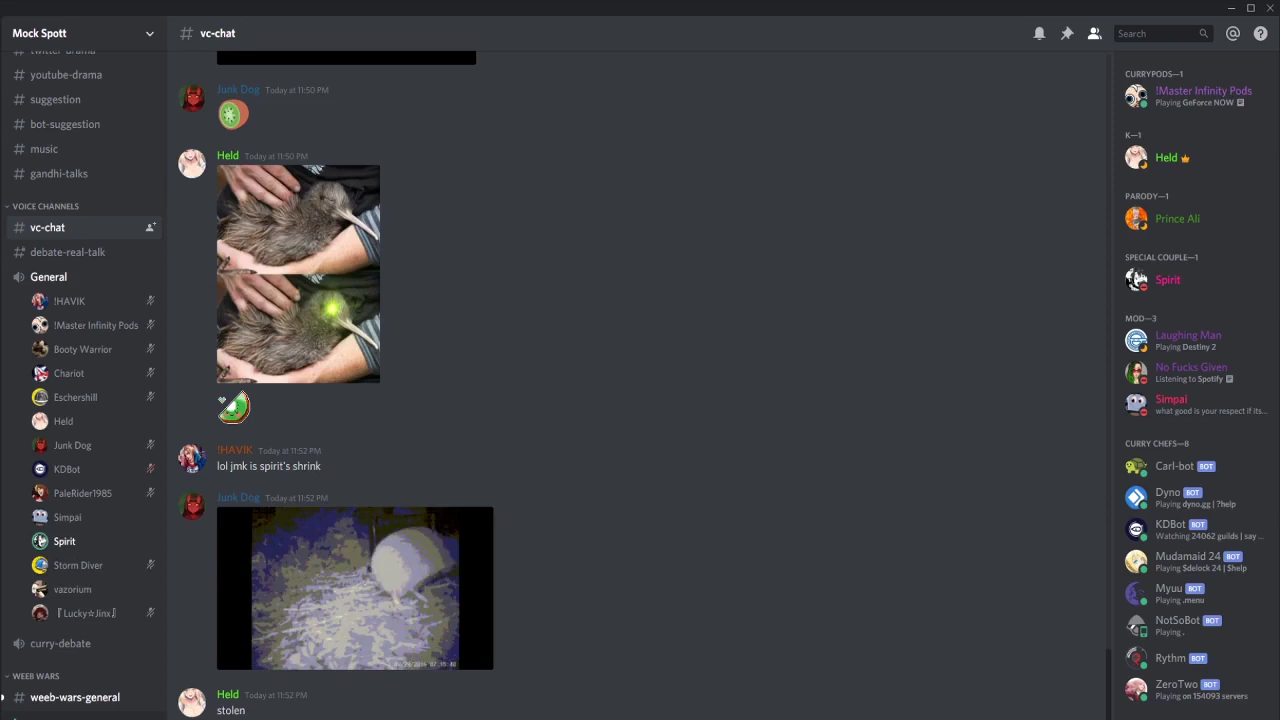 Mock Spott
twitter-drama
youtube-drama
suggestion
bot-suggestion
music
gandhi-talks
VOICE CHANNELS
vc-chat
debate-real-talk
General
!HAVIK
!Master Infinity Pods
Booty Warrior
Chariot
Eschershill
Held
Junk Dog
KDBot
PaleRider1985
Simpai
Spirit
Storm Diver
vazorium
『Lucky☆Jinx』
curry-debate
WEEB WARS
weeb-wars-general
# vc-chat
Search
Junk Dog Today at 11:50 PM
Held Today at 11:50 PM
!HAVIK Today at 11:52 PM
lol jmk is spirit's shrink
Junk Dog Today at 11:52 PM
Held Today at 11:52 PM
stolen
CURRYPODS—1
!Master Infinity Pods
Playing GeForce NOW
K—1
Held
PARODY—1
Prince Ali
SPECIAL COUPLE—1
Spirit
MOD—3
Laughing Man
Playing Destiny 2
No Fucks Given
Listening to Spotify
Simpai
what good is your respect if its...
CURRY CHEFS—8
Carl-bot BOT
Dyno BOT
Playing dyno.gg | ?help
KDBot BOT
Watching 24062 guilds | say ...
Mudamaid 24 BOT
Playing $delock 24 | $help
Myuu BOT
Playing .menu
NotSoBot BOT
Playing .
Rythm BOT
ZeroTwo BOT
Playing on 154093 servers